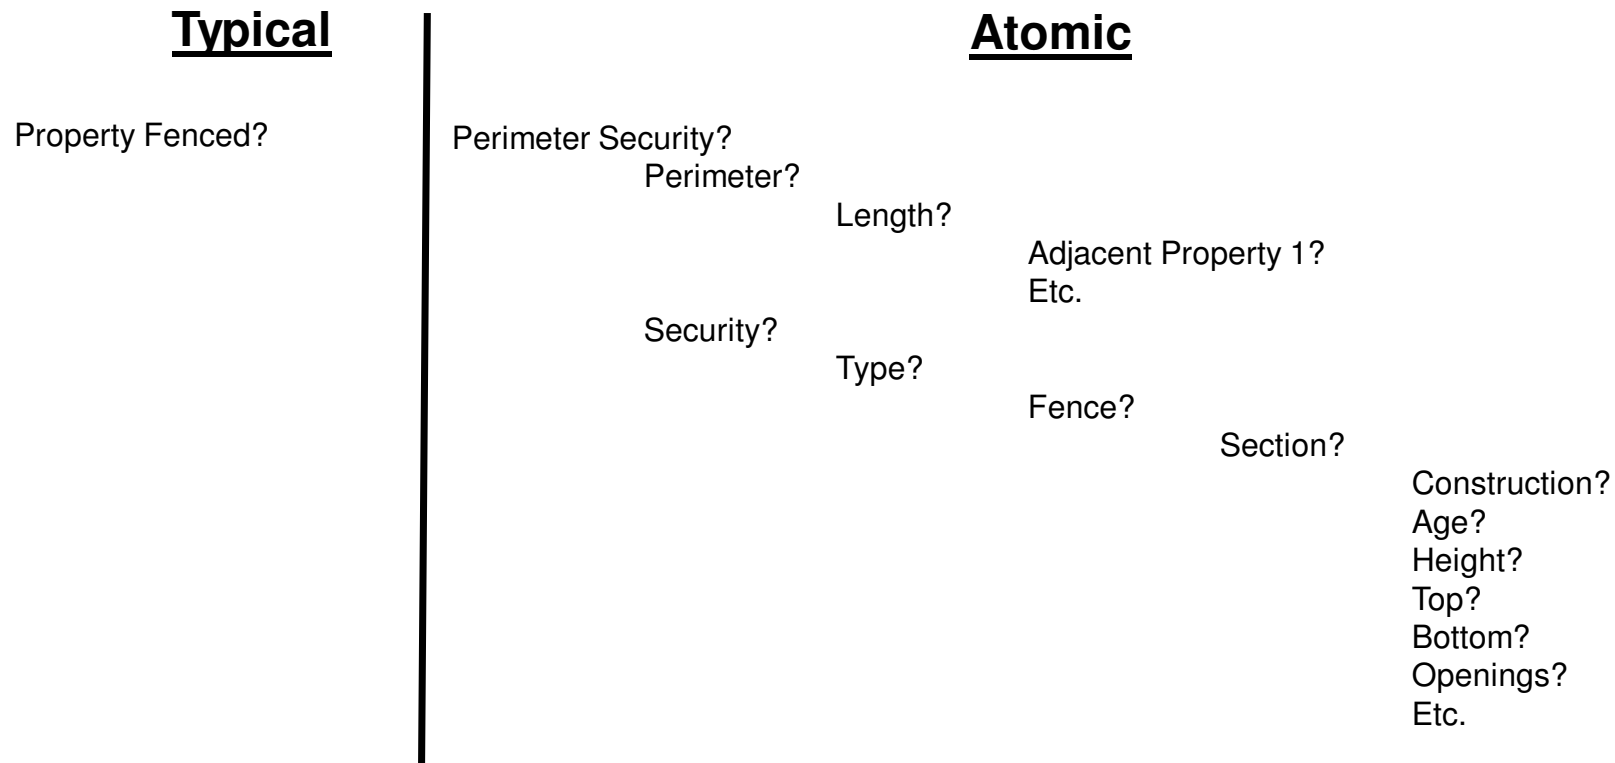 Typical
Atomic
Property Fenced?
Perimeter Security?
Perimeter?
Length?
Adjacent Property 1?
Etc.
Security?
Type?
Fence?
Section?
Construction?
Age?
Height?
Top?
Bottom?
Openings?
Etc.